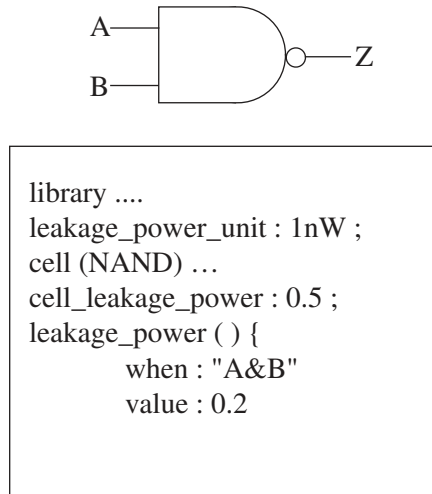 A
B
Z
library ....
leakage_power_unit : 1nW ;
cell (NAND) …
cell_leakage_power : 0.5 ;
leakage_power ( ) {
when : "A&B"
value : 0.2